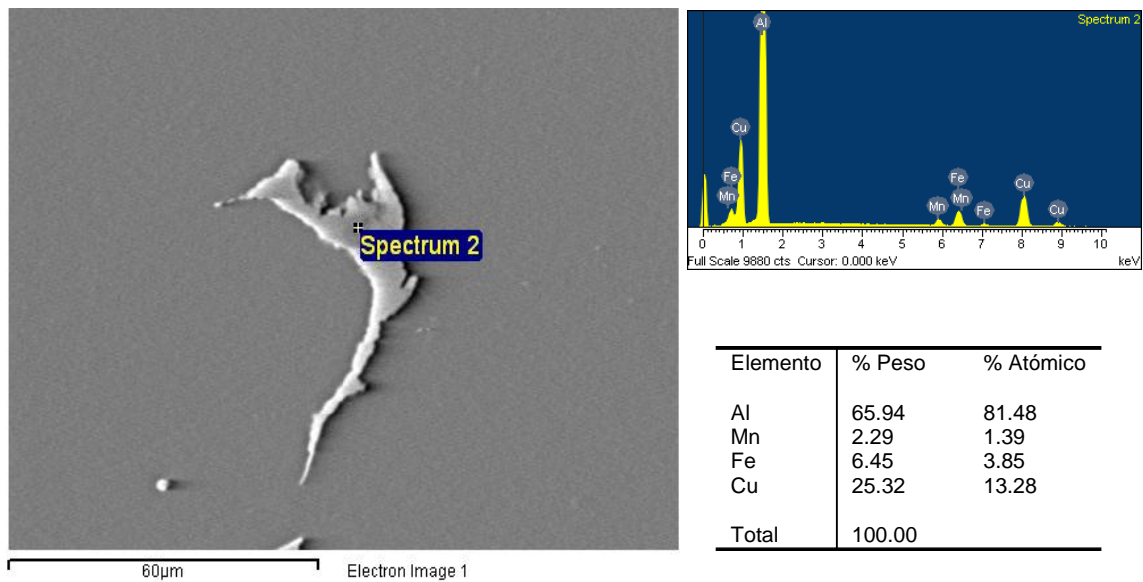 Spectrum 2
60µm
Electron Image 1
Spectrum 2
Al
Cu
Fe
Mn
Fe
Mn
Mn
Fe
Cu
Cu
0 1 2 3 4 5 6 7 8 9 10
Full Scale 9880 cts Cursor: 0.000 keV
keV
Elemento % Peso % Atómico
Al 65.94 81.48
Mn 2.29 1.39
Fe 6.45 3.85
Cu 25.32 13.28
Total 100.00